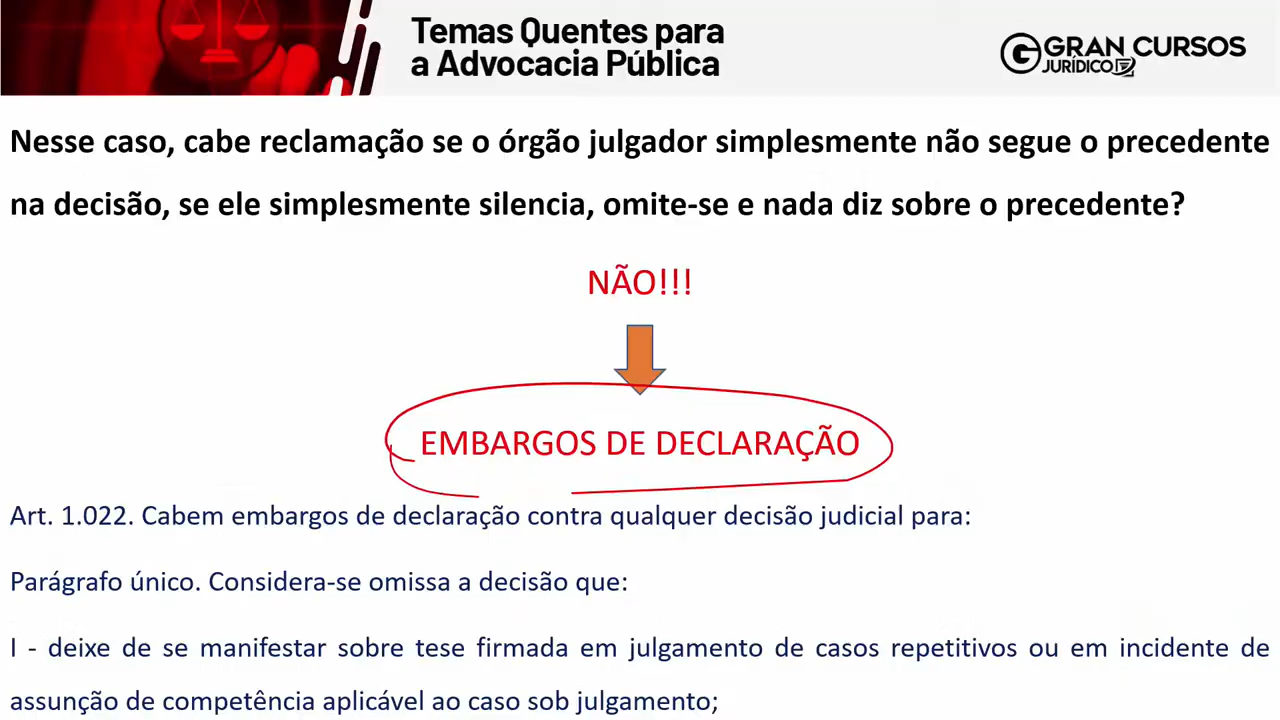 Temas Quentes para
a Advocacia Pública
GRAN CURSOS
JURÍDICO
Nesse caso, cabe reclamação se o órgão julgador simplesmente não segue o precedente
na decisão, se ele simplesmente silencia, omite-se e nada diz sobre o precedente?
NÃO!!!
EMBARGOS DE DECLARAÇÃO
Art. 1.022. Cabem embargos de declaração contra qualquer decisão judicial para:
Parágrafo único. Considera-se omissa a decisão que:
I - deixe de se manifestar sobre tese firmada em julgamento de casos repetitivos ou em incidente de
assunção de competência aplicável ao caso sob julgamento;